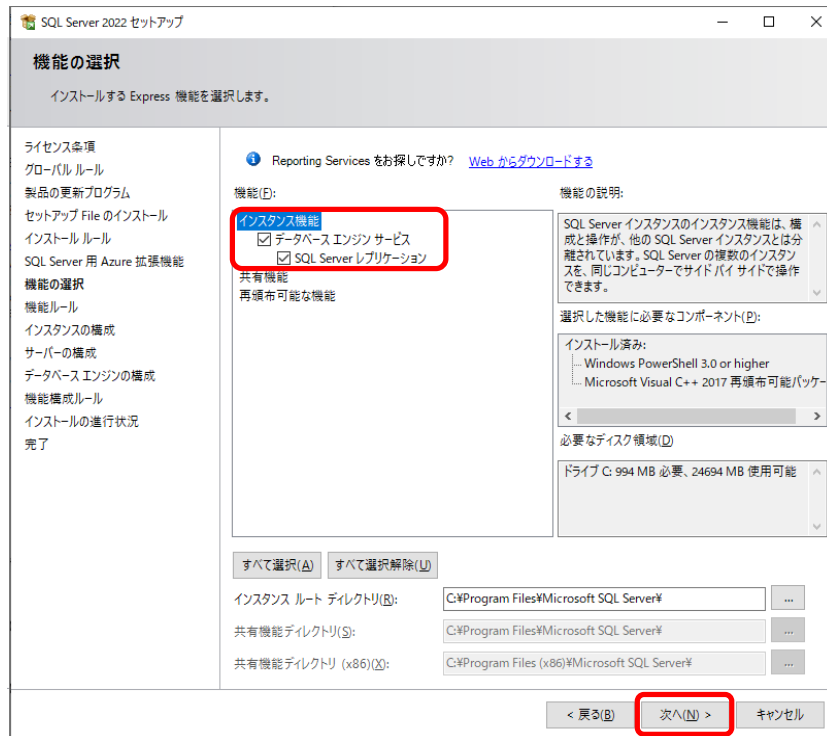 SQL Server 2022 セットアップ
機能の選択
インストールする Express 機能を選択します。
ライセンス条項
グローバル ルール
製品の更新プログラム
セットアップ File のインストール
インストール ルール
SQL Server 用 Azure 拡張機能
機能の選択
機能ルール
インスタンスの構成
サーバーの構成
データベース エンジンの構成
機能構成ルール
インストールの進行状況
完了
Reporting Services をお探しですか? Web からダウンロードする
機能(F):
インスタンス機能
データベース エンジン サービス
SQL Server レプリケーション
共有機能
再頒布可能な機能
機能の説明:
SQL Server インスタンスのインスタンス機能は、構
成と操作が、他の SQL Server インスタンスとは分
離されています。SQL Server の複数のインスタン
スを、同じコンピューターでサイド バイ サイドで操作
できます。
選択した機能に必要なコンポーネント(P):
インストール済み:
Windows PowerShell 3.0 or higher
Microsoft Visual C++ 2017 再頒布可能パッケー
必要なディスク領域(D)
ドライブ C: 994 MB 必要、24694 MB 使用可能
すべて選択(A) すべて選択解除(U)
インスタンス ルート ディレクトリ(R): C:¥Program Files¥Microsoft SQL Server¥ ...
共有機能ディレクトリ(S): C:¥Program Files¥Microsoft SQL Server¥ ...
共有機能ディレクトリ (x86)(X): C:¥Program Files (x86)¥Microsoft SQL Server¥ ...
< 戻る(B) 次へ(N) > キャンセル